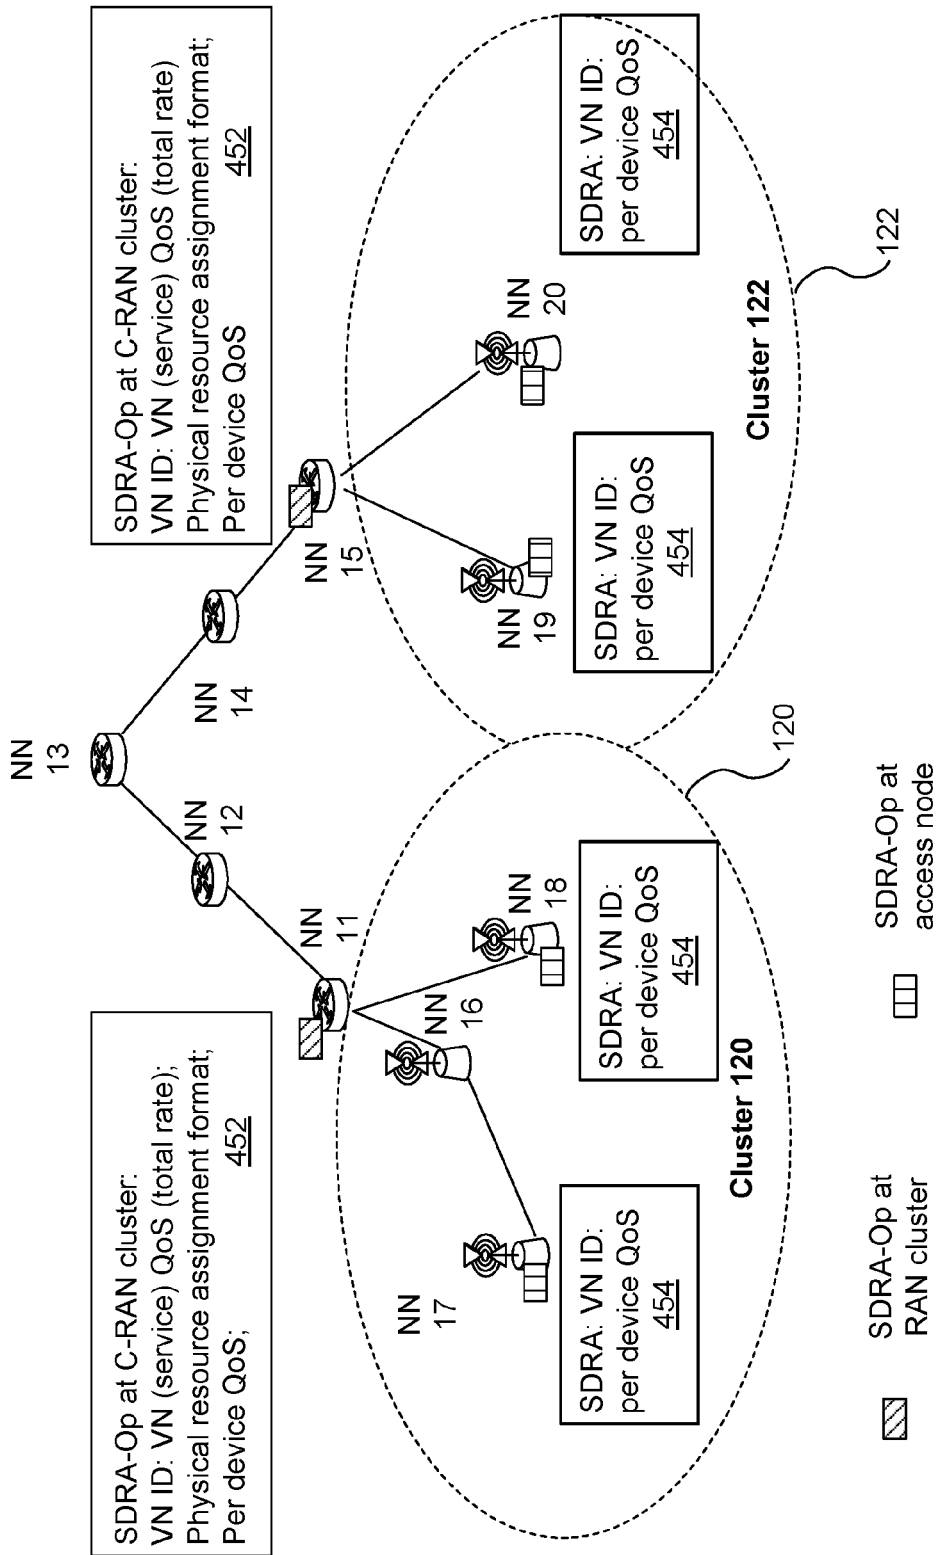 SDRA-Op at C-RAN cluster:
VN ID: VN (service) QoS (total rate);
Physical resource assignment format;
Per device QoS;
452
SDRA-Op at C-RAN cluster:
VN ID: VN (service) QoS (total rate)
Physical resource assignment format;
Per device QoS
452
NN
13
NN
12
NN
14
NN
11
NN
15
NN
16
NN
17
NN
18
NN
19
NN
20
SDRA: VN ID:
per device QoS
454
SDRA: VN ID:
per device QoS
454
SDRA: VN ID:
per device QoS
454
SDRA: VN ID:
per device QoS
454
Cluster 120
Cluster 122
120
122
SDRA-Op at
RAN cluster
SDRA-Op at
access node